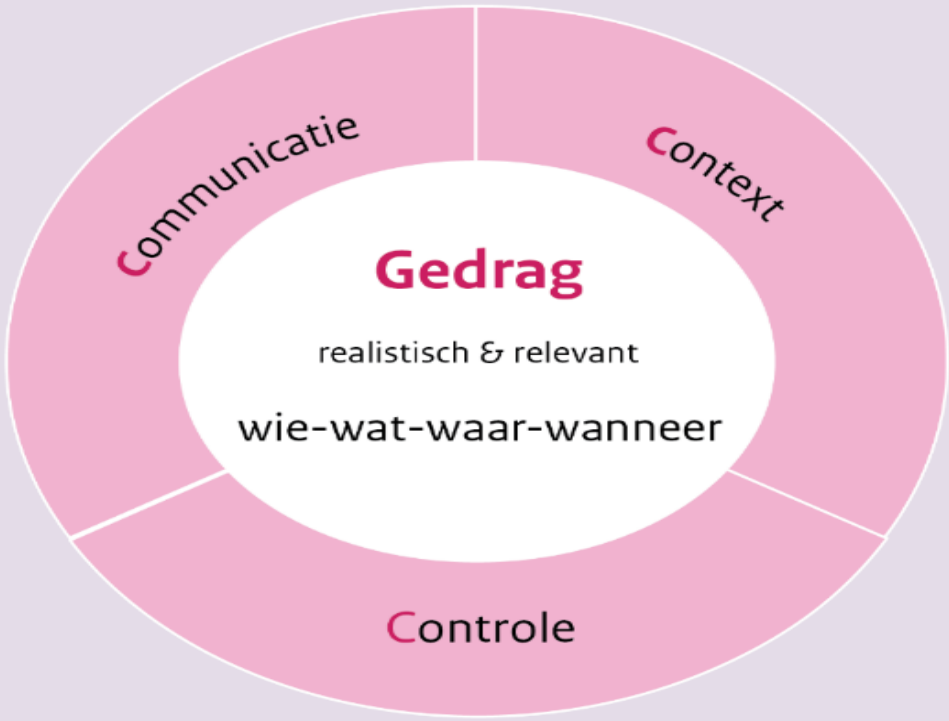 Communicatie
Context
Gedrag
realistisch & relevant
wie-wat-waar-wanneer
Controle